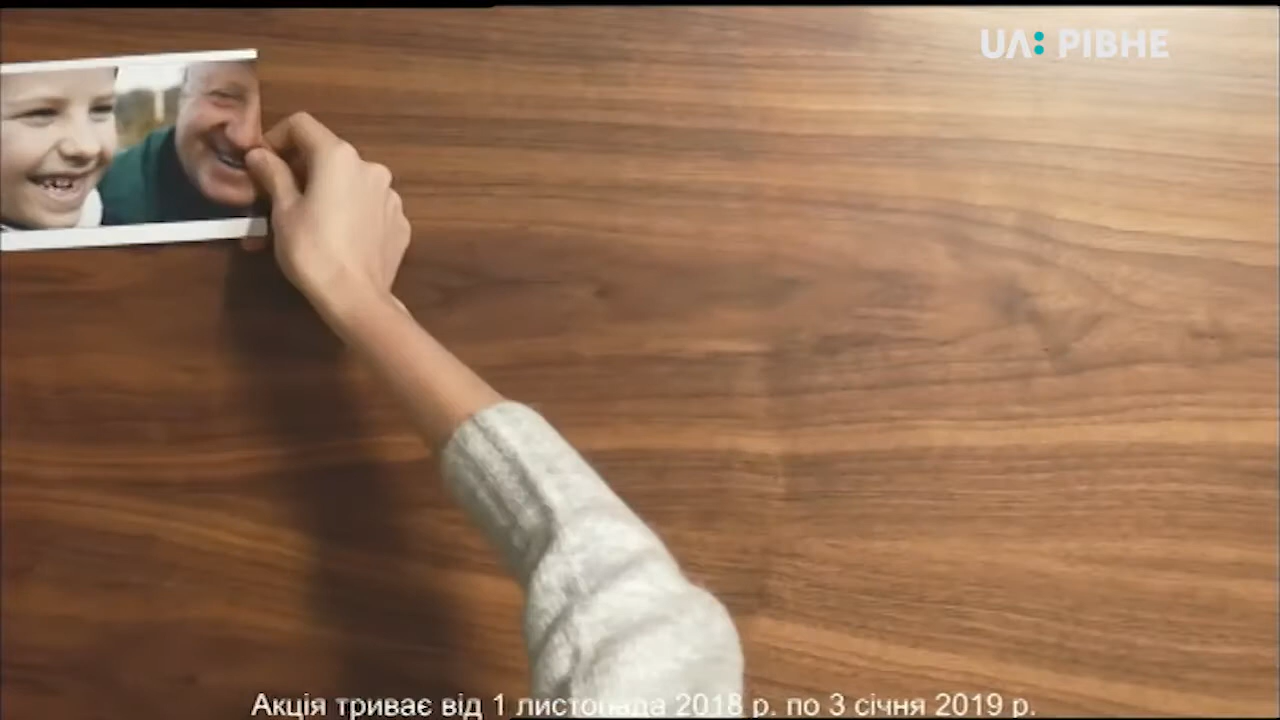 UA: РІВНЕ
Акція триває від 1 листопада 2018 р. по 3 січня 2019 р.